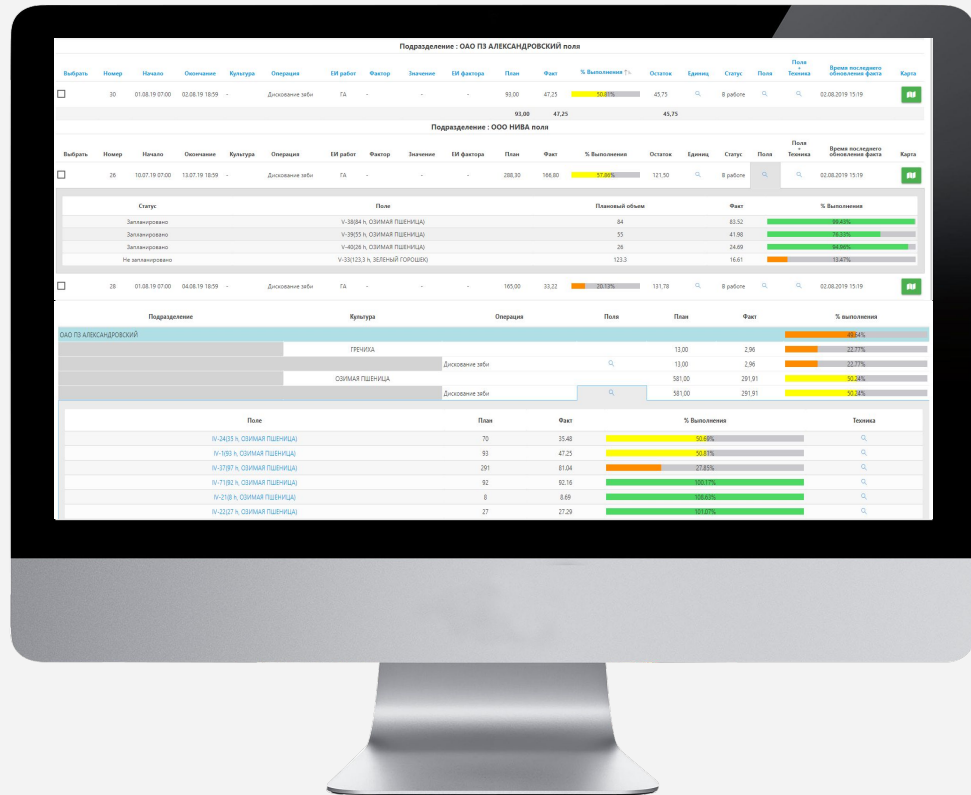 Подразделение : ОАО ПЗ АЛЕКСАНДРОВСКИЙ поля
Выбрать Номер Начало Окончание Культура Операция ЕИ работ Фактор Значение ЕИ фактора План Факт % Выполнения Остаток Единиц Статус Поля Поля + Техника Время последнего обновления факта Карта
30 01.08.19 07:00 02.08.19 18:59 - Дискование зяби ГА - - - 93,00 47,25 50.81% 45,75 В работе 02.08.2019 15:19
93,00 47,25 45,75
Подразделение : ООО НИВА поля
Выбрать Номер Начало Окончание Культура Операция ЕИ работ Фактор Значение ЕИ фактора План Факт % Выполнения Остаток Единиц Статус Поля Поля + Техника Время последнего обновления факта Карта
26 10.07.19 07:00 13.07.19 18:59 - Дискование зяби ГА - - - 288,30 166,80 57.86% 121,50 В работе 02.08.2019 15:19
Статус Поле Плановый объем Факт % Выполнения
Запланировано V-38(84 h, ОЗИМАЯ ПШЕНИЦА) 84 83.52 99.43%
Запланировано V-39(55 h, ОЗИМАЯ ПШЕНИЦА) 55 41.98 76.33%
Запланировано V-40(26 h, ОЗИМАЯ ПШЕНИЦА) 26 24.69 94.96%
Не запланировано V-33(123,3 h, ЗЕЛЕНЫЙ ГОРОШЕК) 123.3 16.61 13.47%
28 01.08.19 07:00 04.08.19 18:59 - Дискование зяби ГА - - - 165,00 33,22 20.13% 131,78 В работе 02.08.2019 15:19
Подразделение Культура Операция Поля План Факт % выполнения
ОАО ПЗ АЛЕКСАНДРОВСКИЙ 49.64%
ГРЕЧИХА 13,00 2,96 22.77%
Дискование зяби 13,00 2,96 22.77%
ОЗИМАЯ ПШЕНИЦА 581,00 291,91 50.24%
Дискование зяби 581,00 291,91 50.24%
Поле План Факт % Выполнения Техника
IV-24(35 h, ОЗИМАЯ ПШЕНИЦА) 70 35.48 50.69%
IV-1(93 h, ОЗИМАЯ ПШЕНИЦА) 93 47.25 50.81%
IV-37(97 h, ОЗИМАЯ ПШЕНИЦА) 291 81.04 27.85%
IV-71(92 h, ОЗИМАЯ ПШЕНИЦА) 92 92.16 100.17%
IV-21(8 h, ОЗИМАЯ ПШЕНИЦА) 8 8.69 108.63%
IV-22(27 h, ОЗИМАЯ ПШЕНИЦА) 27 27.29 101.07%